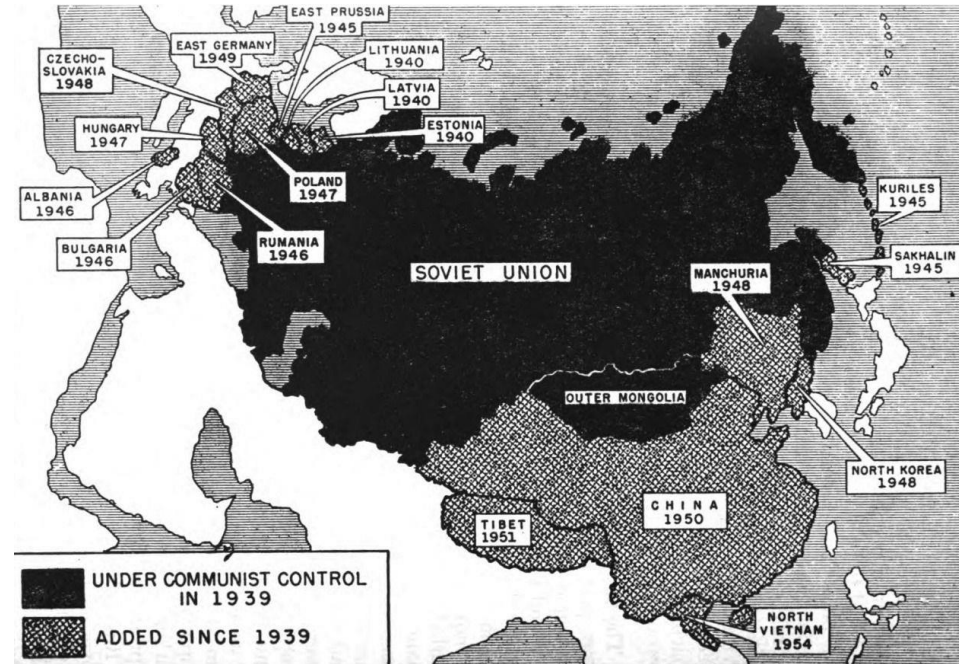 EAST PRUSSIA
1945
EAST GERMANY
1949
LITHUANIA
1940
CZECHO-
SLOVAKIA
1948
LATVIA
1940
HUNGARY
1947
ESTONIA
1940
ALBANIA
1946
POLAND
1947
BULGARIA
1946
RUMANIA
1946
SOVIET UNION
KURILES
1945
SAKHALIN
1945
MANCHURIA
1948
OUTER MONGOLIA
NORTH KOREA
1948
CHINA
1950
TIBET
1951
NORTH
VIETNAM
1954
UNDER COMMUNIST CONTROL
IN 1939
ADDED SINCE 1939